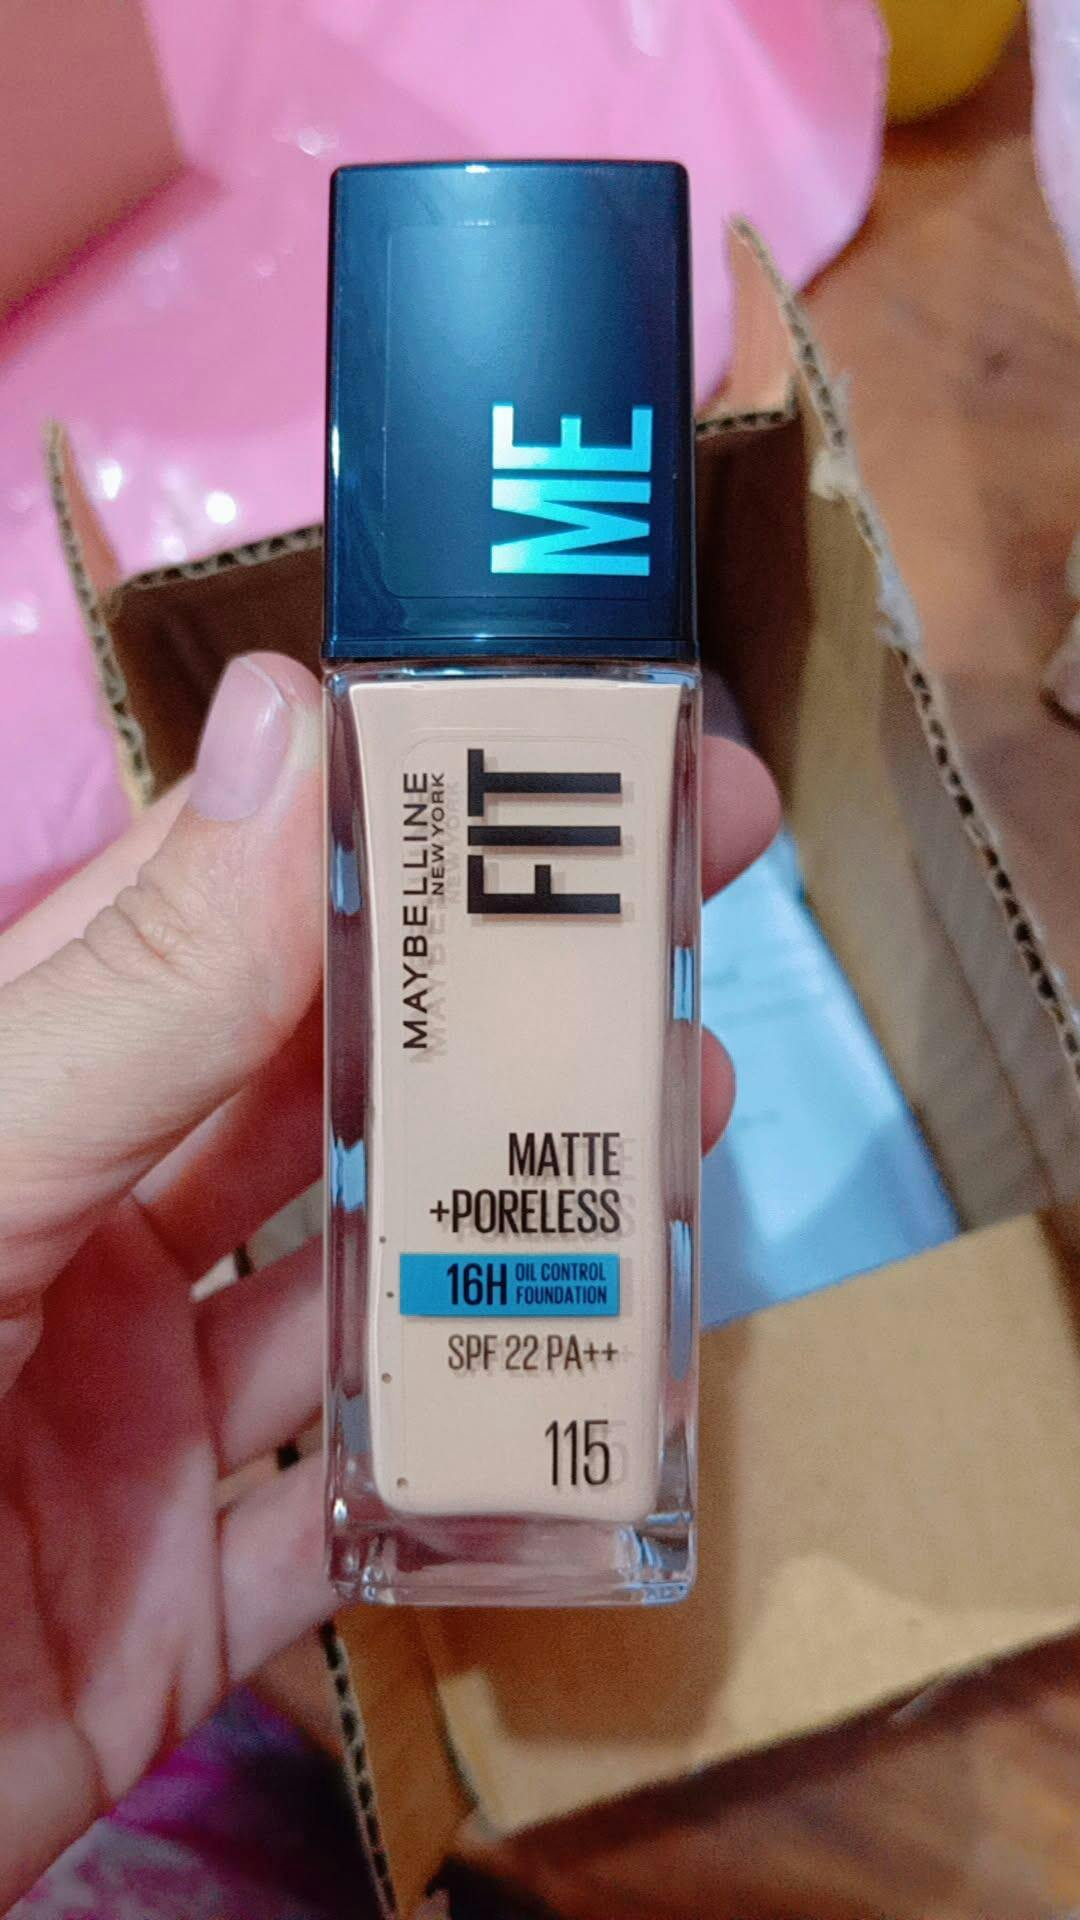 FIT
ME
MAYBELLINE
NEW YORK
MATTE
+PORELESS
16H OIL CONTROL
FOUNDATION
SPF 22 PA++
115